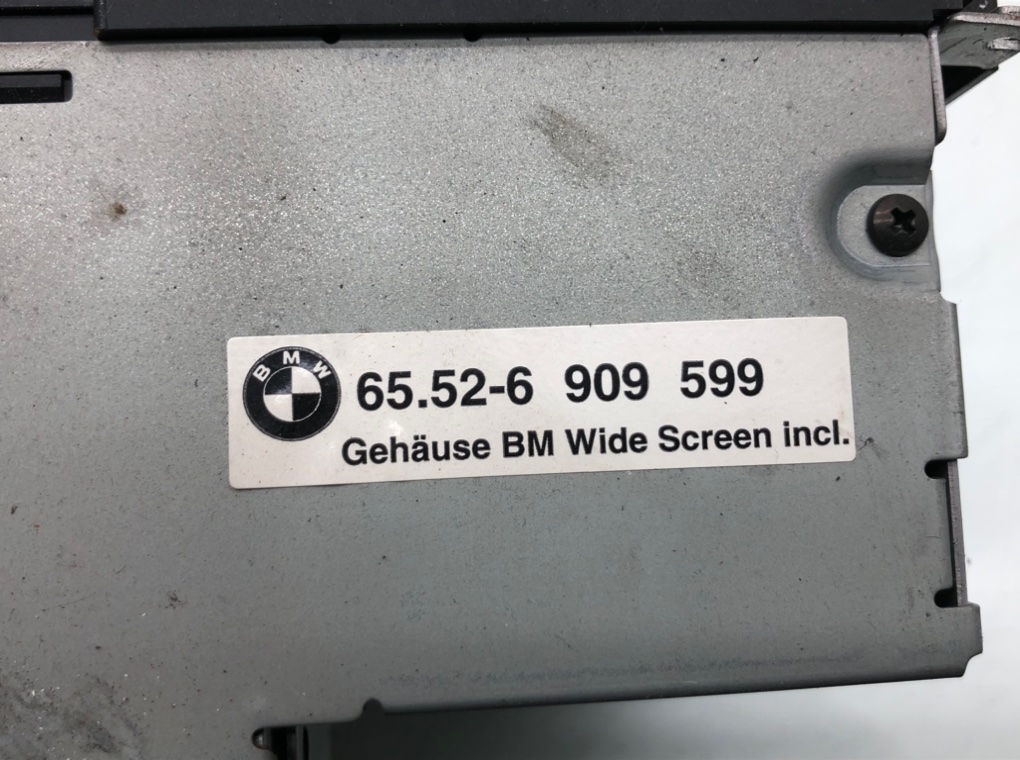 BMW
65.52-6 909 599
Gehäuse BM Wide Screen incl.